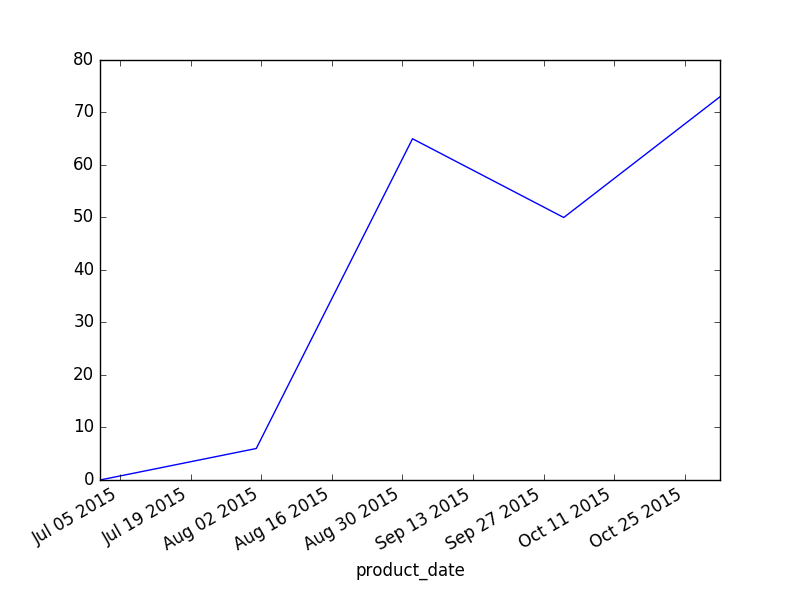 80
70
60
50
40
30
20
10
0
Jul 05 2015
Jul 19 2015
Aug 02 2015
Aug 16 2015
Aug 30 2015
Sep 13 2015
Sep 27 2015
Oct 11 2015
Oct 25 2015
product_date